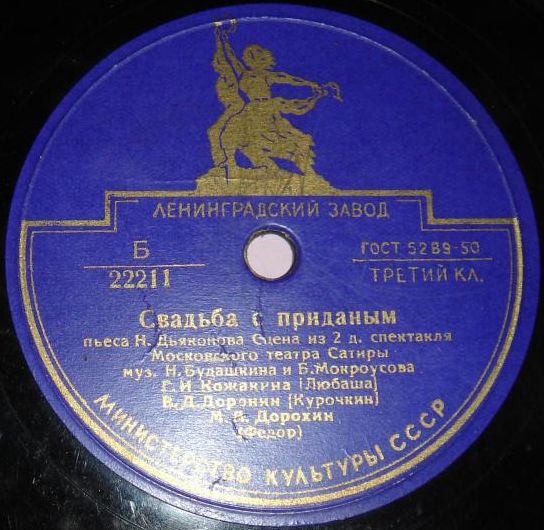 ЛЕНИНГРАДСКИЙ ЗАВОД
Б
22211
ГОСТ 5289-50
ТРЕТИЙ КЛ.
Свадьба с приданым
пьеса Н. Дьяконова Сцена из 2 д. спектакля
Московского театра Сатиры
муз. Н. Будашкина и Б. Мокроусова
Г. И Кожакина (Любаша)
В. Д. Доронин (Курочкин)
М. В. Дорохин
(Федор)
МИНИСТЕРСТВО КУЛЬТУРЫ СССР